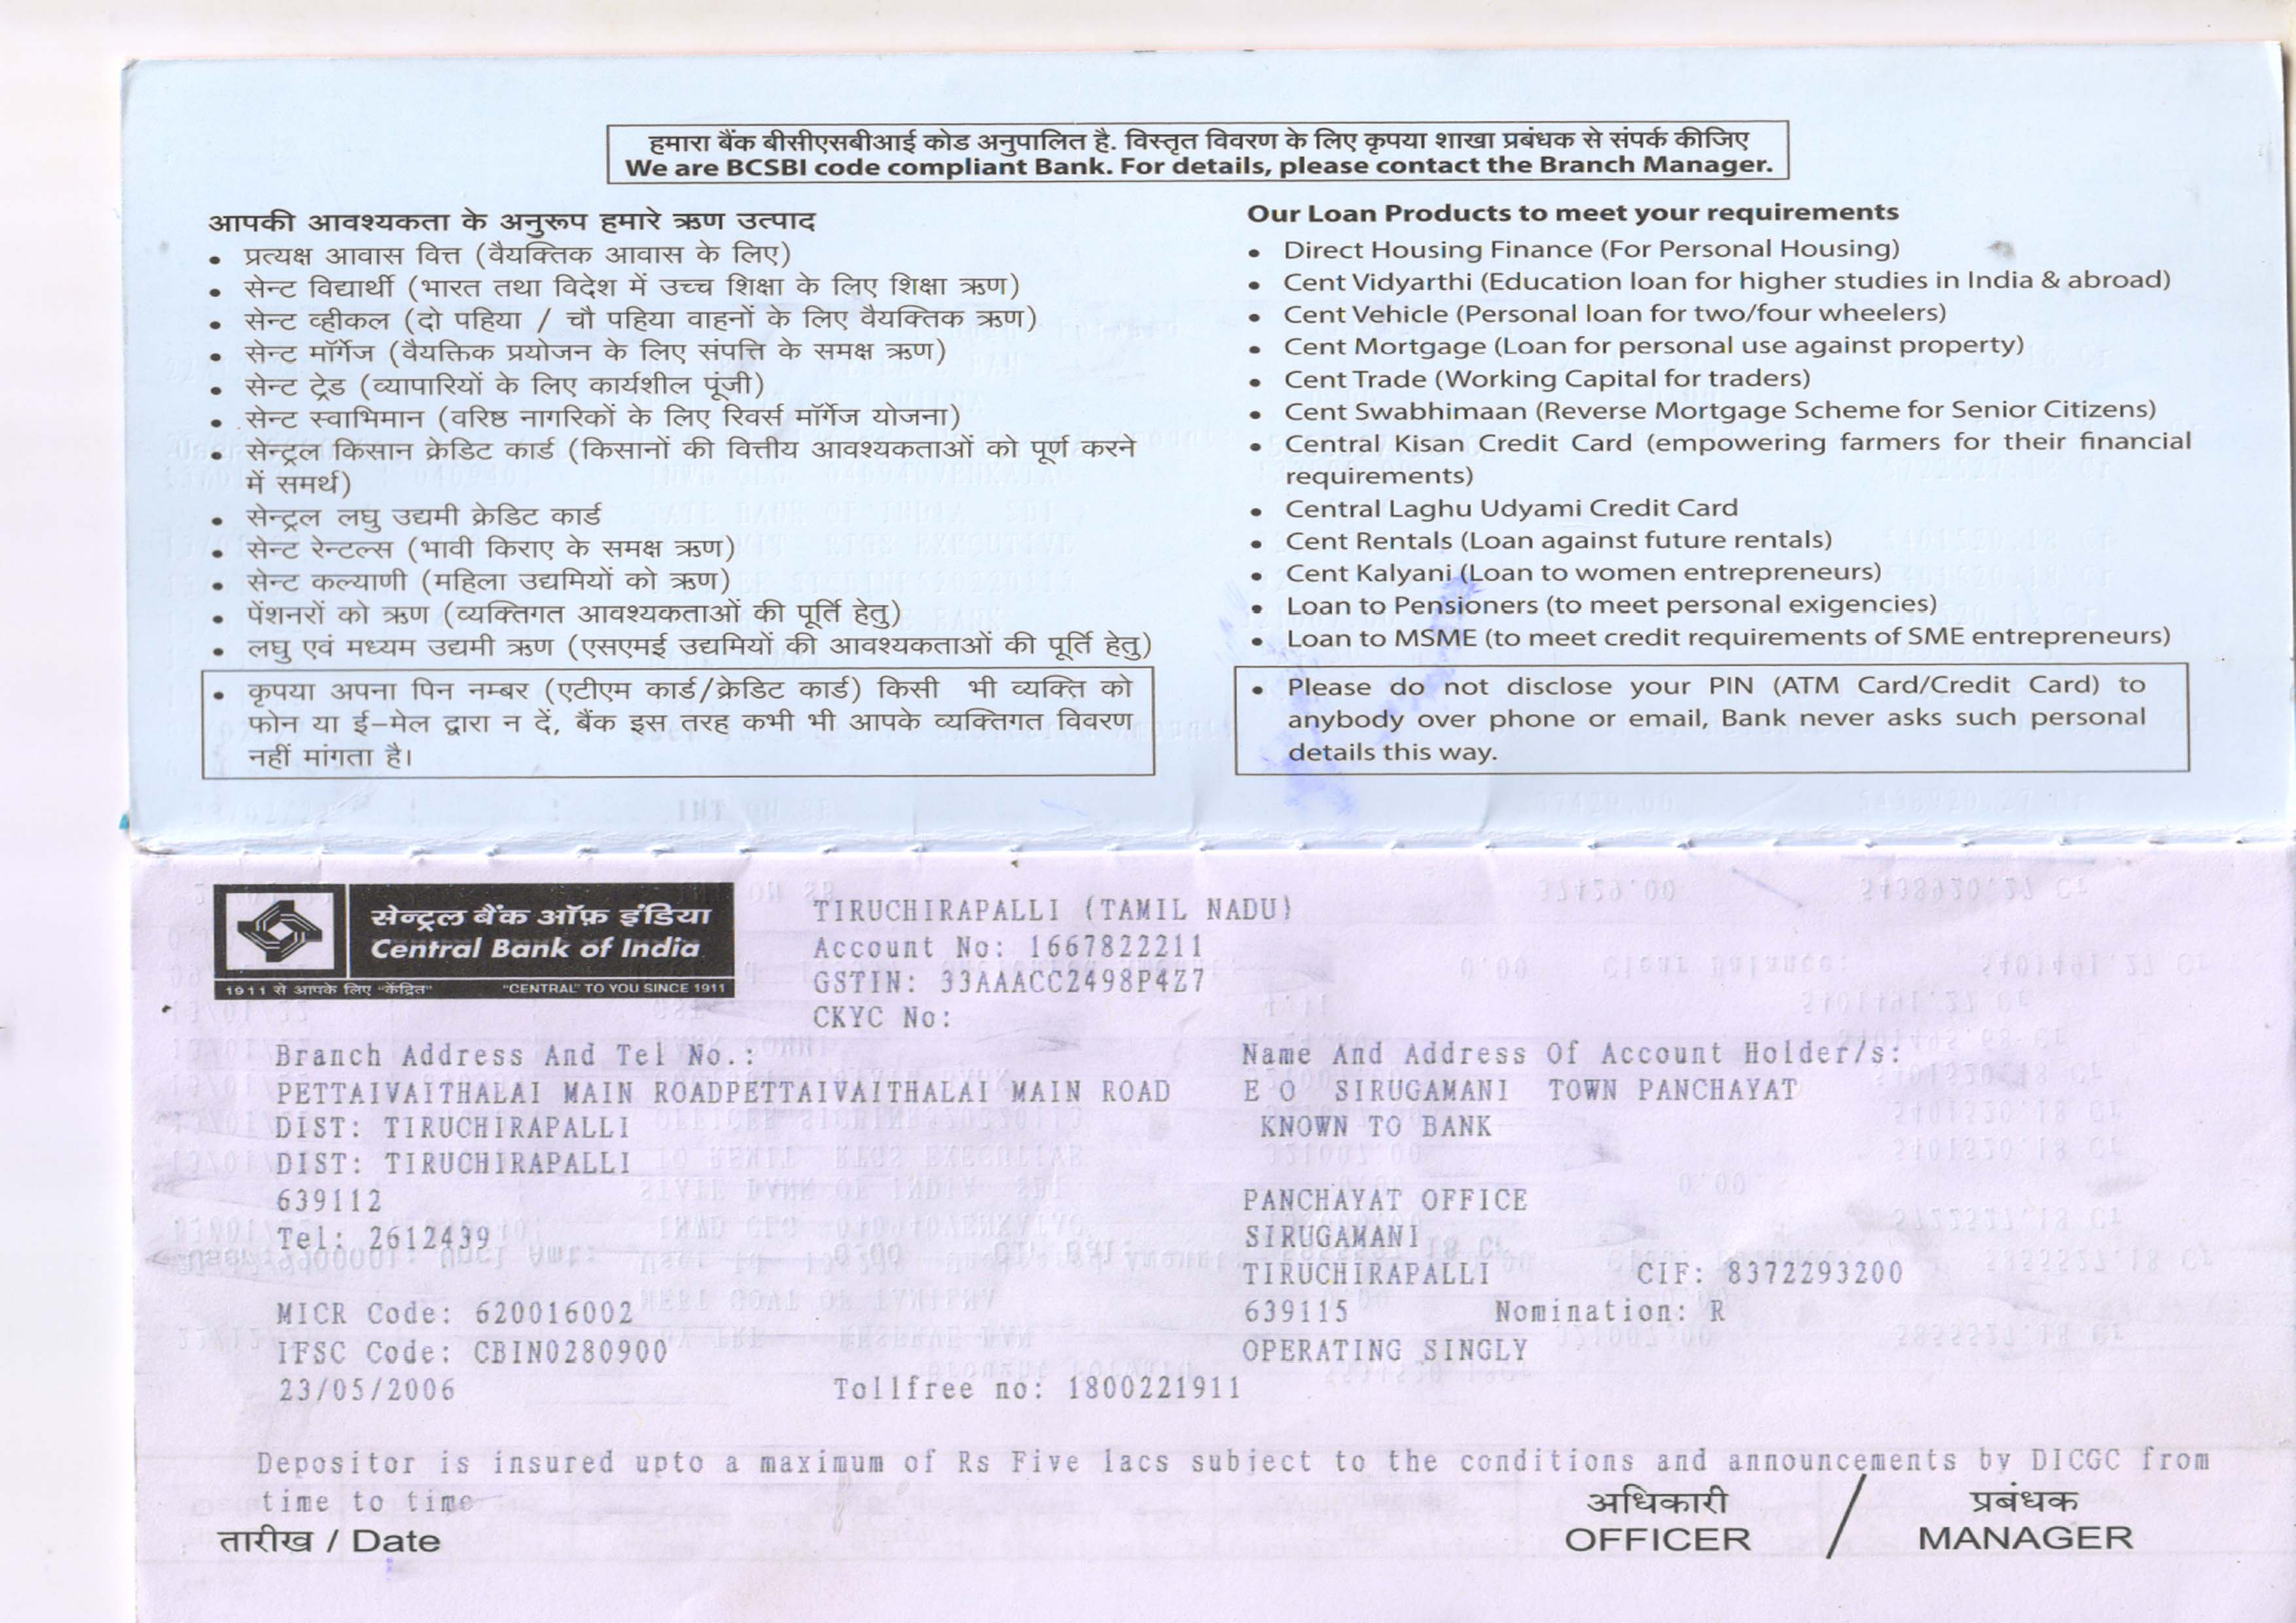 हमारा बैंक बीसीएसबीआई कोड अनुपालित है. विस्तृत विवरण के लिए कृपया शाखा प्रबंधक से संपर्क कीजिए
We are BCSBI code compliant Bank. For details, please contact the Branch Manager.
आपकी आवश्यकता के अनुरूप हमारे ऋण उत्पाद
• प्रत्यक्ष आवास वित्त (वैयक्तिक आवास के लिए)
• सेन्ट विद्यार्थी (भारत तथा विदेश में उच्च शिक्षा के लिए शिक्षा ऋण)
• सेन्ट व्हीकल (दो पहिया / चौ पहिया वाहनों के लिए वैयक्तिक ऋण)
• सेन्ट मॉर्गेज (वैयक्तिक प्रयोजन के लिए संपत्ति के समक्ष ऋण)
• सेन्ट ट्रेड (व्यापारियों के लिए कार्यशील पूंजी)
• सेन्ट स्वाभिमान (वरिष्ठ नागरिकों के लिए रिवर्स मॉर्गेज योजना)
• सेन्ट्रल किसान क्रेडिट कार्ड (किसानों की वित्तीय आवश्यकताओं को पूर्ण करने
में समर्थ)
• सेन्ट्रल लघु उद्यमी क्रेडिट कार्ड
• सेन्ट रेन्टल्स (भावी किराए के समक्ष ऋण)
• सेन्ट कल्याणी (महिला उद्यमियों को ऋण)
• पेंशनरों को ऋण (व्यक्तिगत आवश्यकताओं की पूर्ति हेतु)
• लघु एवं मध्यम उद्यमी ऋण (एसएमई उद्यमियों की आवश्यकताओं की पूर्ति हेतु)
• कृपया अपना पिन नम्बर (एटीएम कार्ड/क्रेडिट कार्ड) किसी भी व्यक्ति को
फोन या ई-मेल द्वारा न दें, बैंक इस तरह कभी भी आपके व्यक्तिगत विवरण
नहीं मांगता है।
Our Loan Products to meet your requirements
• Direct Housing Finance (For Personal Housing)
• Cent Vidyarthi (Education loan for higher studies in India & abroad)
• Cent Vehicle (Personal loan for two/four wheelers)
• Cent Mortgage (Loan for personal use against property)
• Cent Trade (Working Capital for traders)
• Cent Swabhimaan (Reverse Mortgage Scheme for Senior Citizens)
• Central Kisan Credit Card (empowering farmers for their financial
requirements)
• Central Laghu Udyami Credit Card
• Cent Rentals (Loan against future rentals)
• Cent Kalyani (Loan to women entrepreneurs)
• Loan to Pensioners (to meet personal exigencies)
• Loan to MSME (to meet credit requirements of SME entrepreneurs)
• Please do not disclose your PIN (ATM Card/Credit Card) to
anybody over phone or email, Bank never asks such personal
details this way.
सेन्ट्रल बैंक ऑफ़ इंडिया
Central Bank of India
1911 से आपके लिए "केंद्रित" "CENTRAL" TO YOU SINCE 1911
TIRUCHIRAPALLI (TAMIL NADU)
Account No: 1667822211
GSTIN: 33AAACC2498P4Z7
CKYC No:
Branch Address And Tel No.:
PETTAIVAITHALAI MAIN ROADPETTAIVAITHALAI MAIN ROAD
DIST: TIRUCHIRAPALLI
DIST: TIRUCHIRAPALLI
639112
Tel: 2612439
MICR Code: 620016002
IFSC Code: CBIN0280900
23/05/2006
Tollfree no: 1800221911
Name And Address Of Account Holder/s:
E O SIRUGAMANI TOWN PANCHAYAT
KNOWN TO BANK
PANCHAYAT OFFICE
SIRUGAMANI
TIRUCHIRAPALLI CIF: 8372293200
639115 Nomination: R
OPERATING SINGLY
Depositor is insured upto a maximum of Rs Five lacs subject to the conditions and announcements by DICGC from
time to time
तारीख / Date
अधिकारी / प्रबंधक
OFFICER / MANAGER